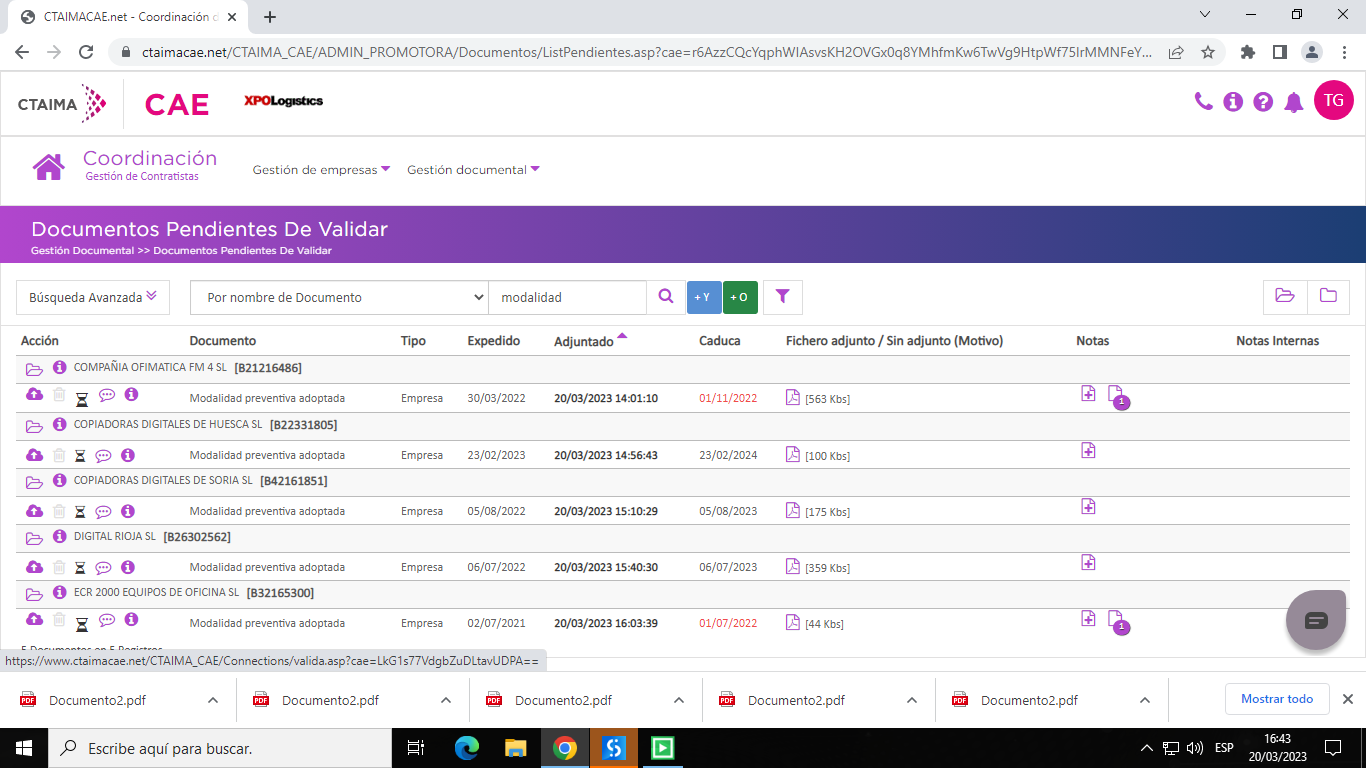 CTAIMACAE.net - Coordinación d
ctaimacae.net/CTAIMA_CAE/ADMIN_PROMOTORA/Documentos/ListPendientes.asp?cae=r6AzzCQcYqphWIAsvsKH2OVGx0q8YMhfmKw6TwVg9HtpWf75IrMMNFeY...
CTAIMA CAE XPOLogistics TG
Coordinación
Gestión de Contratistas
Gestión de empresas Gestión documental
Documentos Pendientes De Validar
Gestión Documental >> Documentos Pendientes De Validar
Búsqueda Avanzada Por nombre de Documento modalidad + Y + O
Acción Documento Tipo Expedido Adjuntado Caduca Fichero adjunto / Sin adjunto (Motivo) Notas Notas Internas
COMPAÑIA OFIMATICA FM 4 SL [B21216486]
Modalidad preventiva adoptada Empresa 30/03/2022 20/03/2023 14:01:10 01/11/2022 [563 Kbs] 1
COPIADORAS DIGITALES DE HUESCA SL [B22331805]
Modalidad preventiva adoptada Empresa 23/02/2023 20/03/2023 14:56:43 23/02/2024 [100 Kbs]
COPIADORAS DIGITALES DE SORIA SL [B42161851]
Modalidad preventiva adoptada Empresa 05/08/2022 20/03/2023 15:10:29 05/08/2023 [175 Kbs]
DIGITAL RIOJA SL [B26302562]
Modalidad preventiva adoptada Empresa 06/07/2022 20/03/2023 15:40:30 06/07/2023 [359 Kbs]
ECR 2000 EQUIPOS DE OFICINA SL [B32165300]
Modalidad preventiva adoptada Empresa 02/07/2021 20/03/2023 16:03:39 01/07/2022 [44 Kbs] 1
5 Documentos en 5 Registros
https://www.ctaimacae.net/CTAIMA_CAE/Connections/valida.asp?cae=LkG1s77VdgbZuDLtavUDPA==
Documento2.pdf Documento2.pdf Documento2.pdf Documento2.pdf Documento2.pdf Mostrar todo
Escribe aquí para buscar. ESP 16:43
20/03/2023